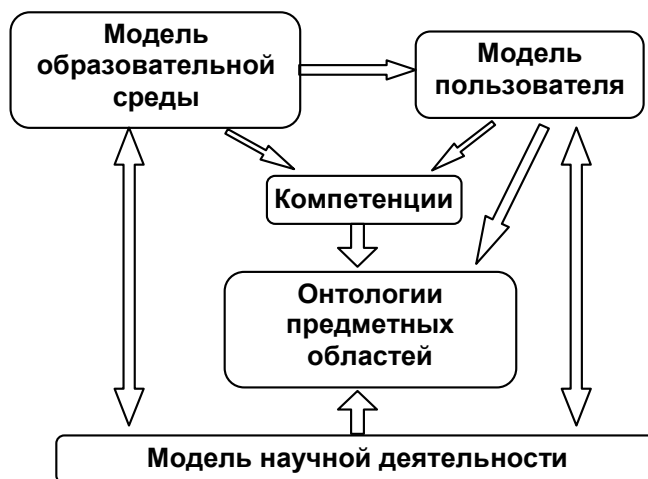 Модель
образовательной
среды
Модель
пользователя
Компетенции
Онтологии
предметных
областей
Модель научной деятельности